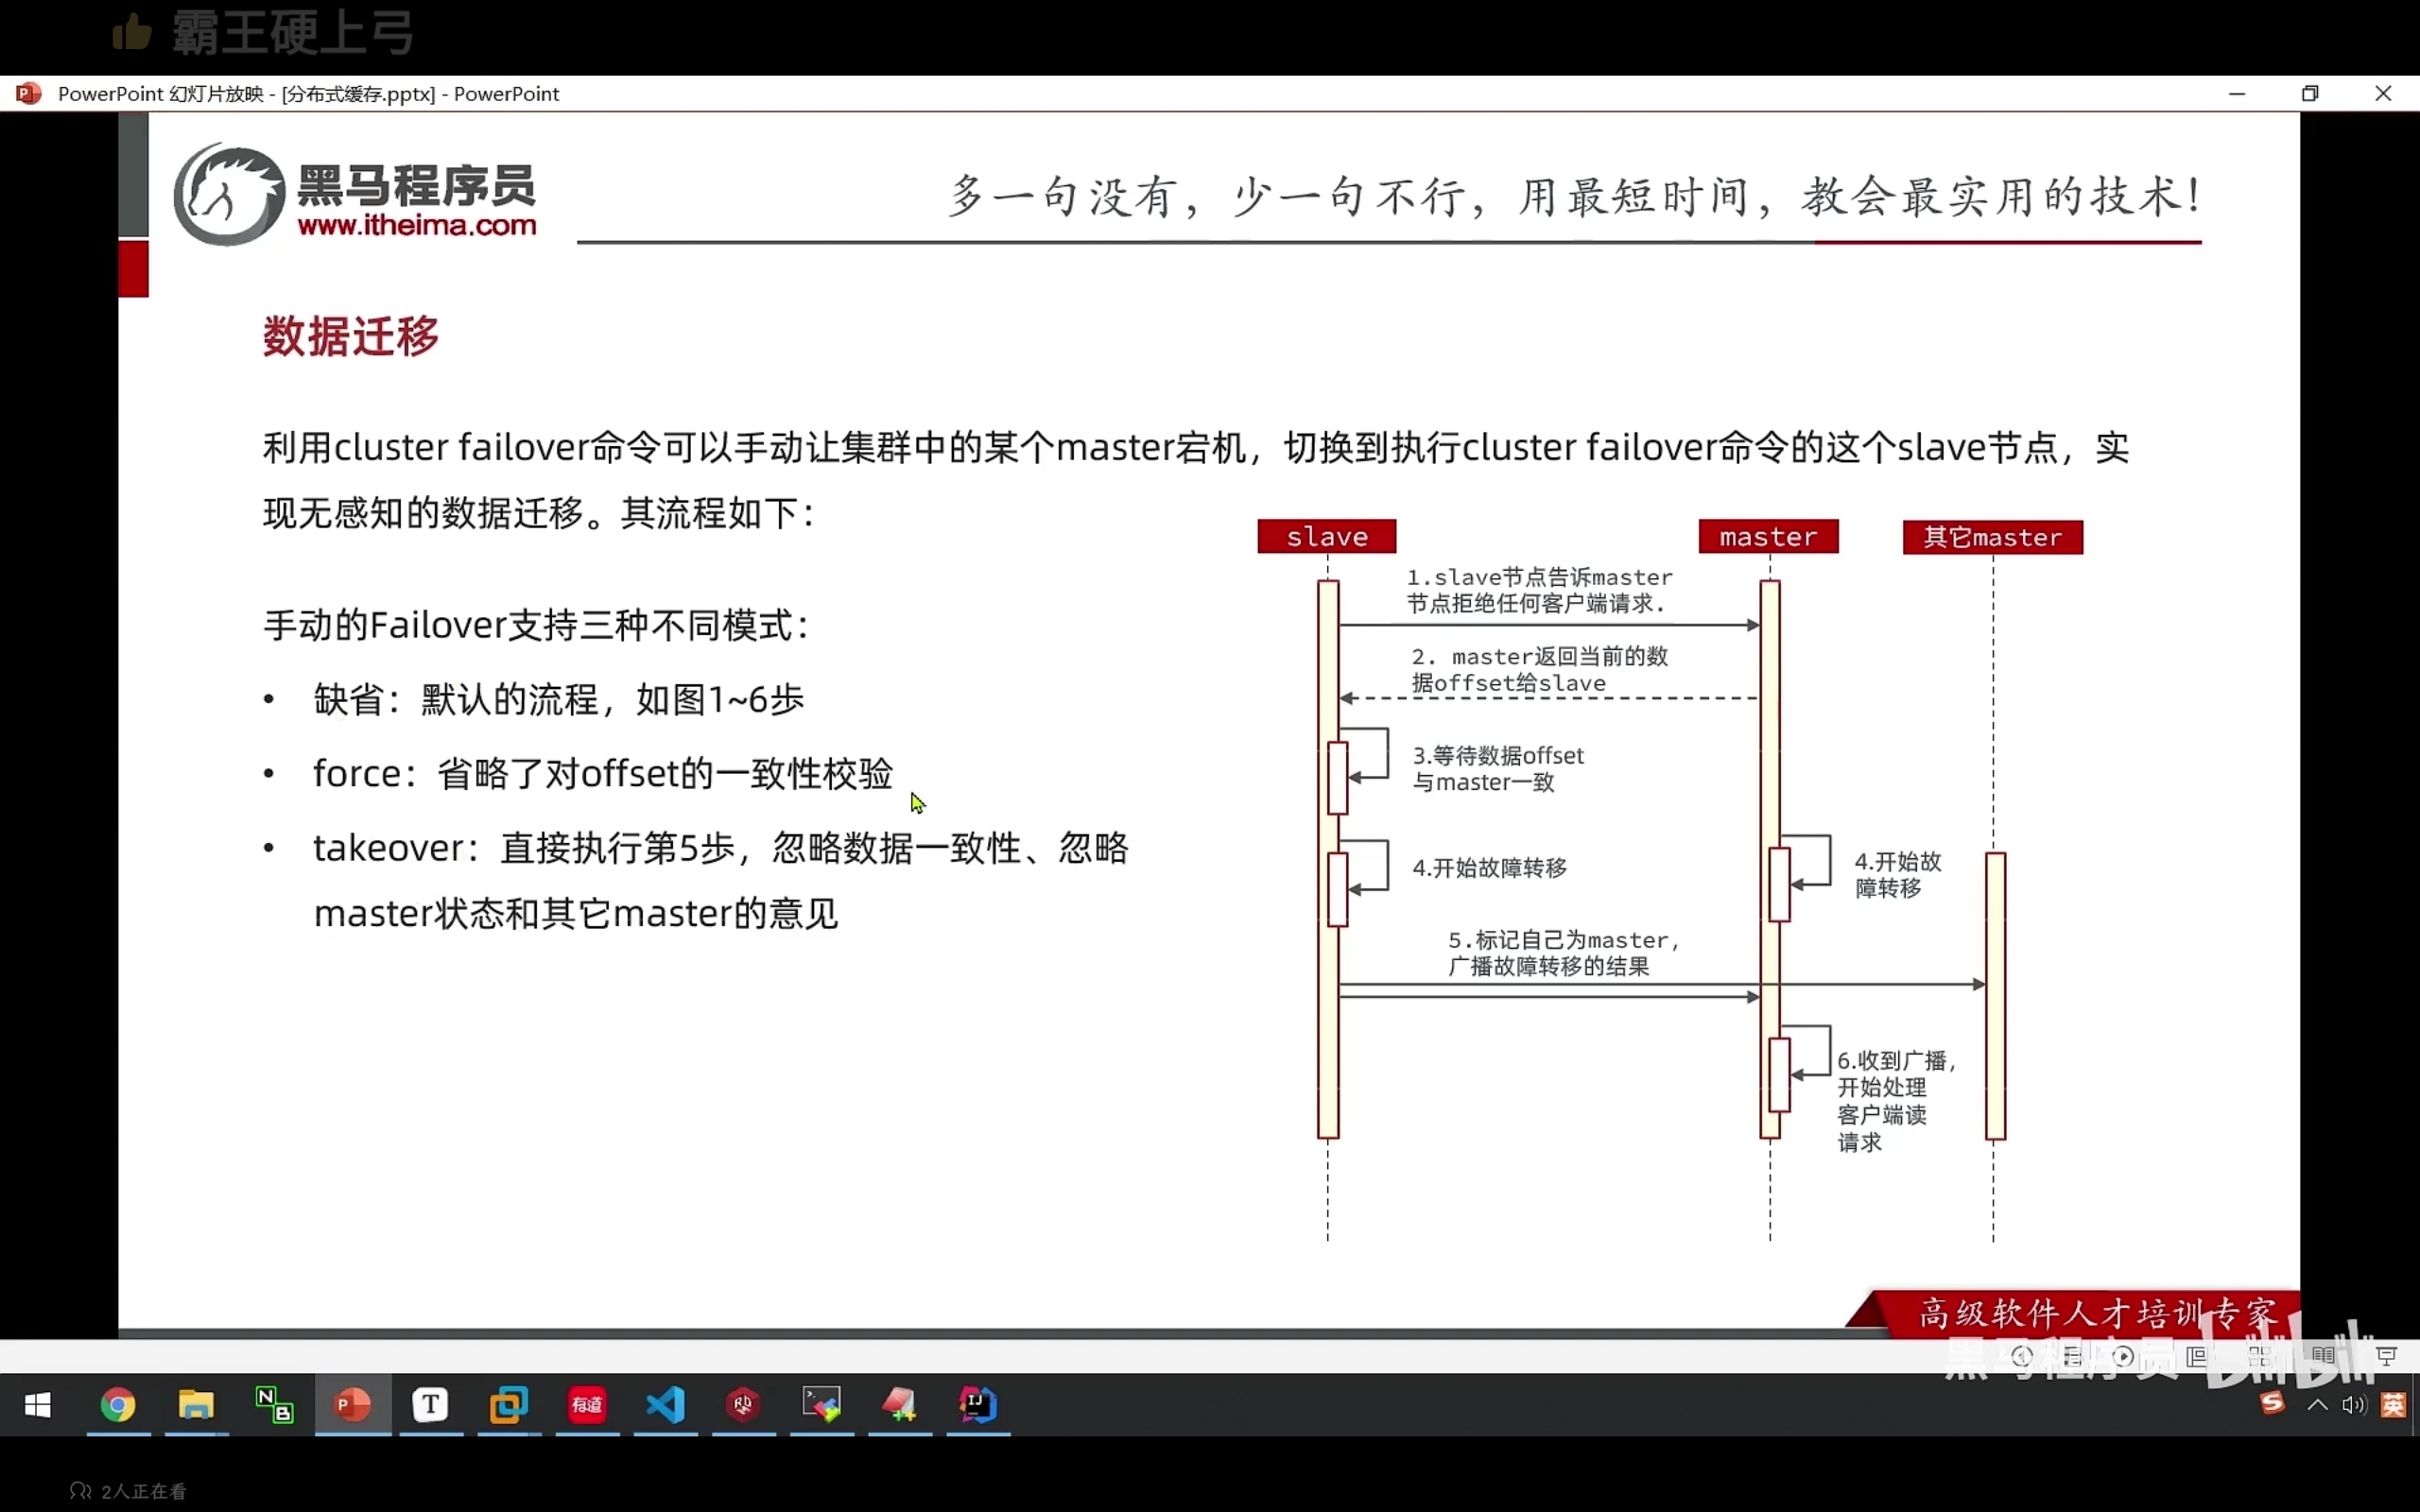 霸王硬上弓
PowerPoint 幻灯片放映 - [分布式缓存.pptx] - PowerPoint
黑马程序员
www.itheima.com
多一句没有，少一句不行，用最短时间，教会最实用的技术！
数据迁移
利用cluster failover命令可以手动让集群中的某个master宕机，切换到执行cluster failover命令的这个slave节点，实
现无感知的数据迁移。其流程如下：
手动的Failover支持三种不同模式：
• 缺省：默认的流程，如图1~6步
• force：省略了对offset的一致性校验
• takeover：直接执行第5步，忽略数据一致性、忽略
master状态和其它master的意见
slave
master
其它master
1.slave节点告诉master
节点拒绝任何客户端请求.
2. master返回当前的数
据offset给slave
3.等待数据offset
与master一致
4.开始故障转移
4.开始故
障转移
5.标记自己为master，
广播故障转移的结果
6.收到广播，
开始处理
客户端读
请求
高级软件人才培训专家
黑马程序员 bilibili
有道
英
2人正在看